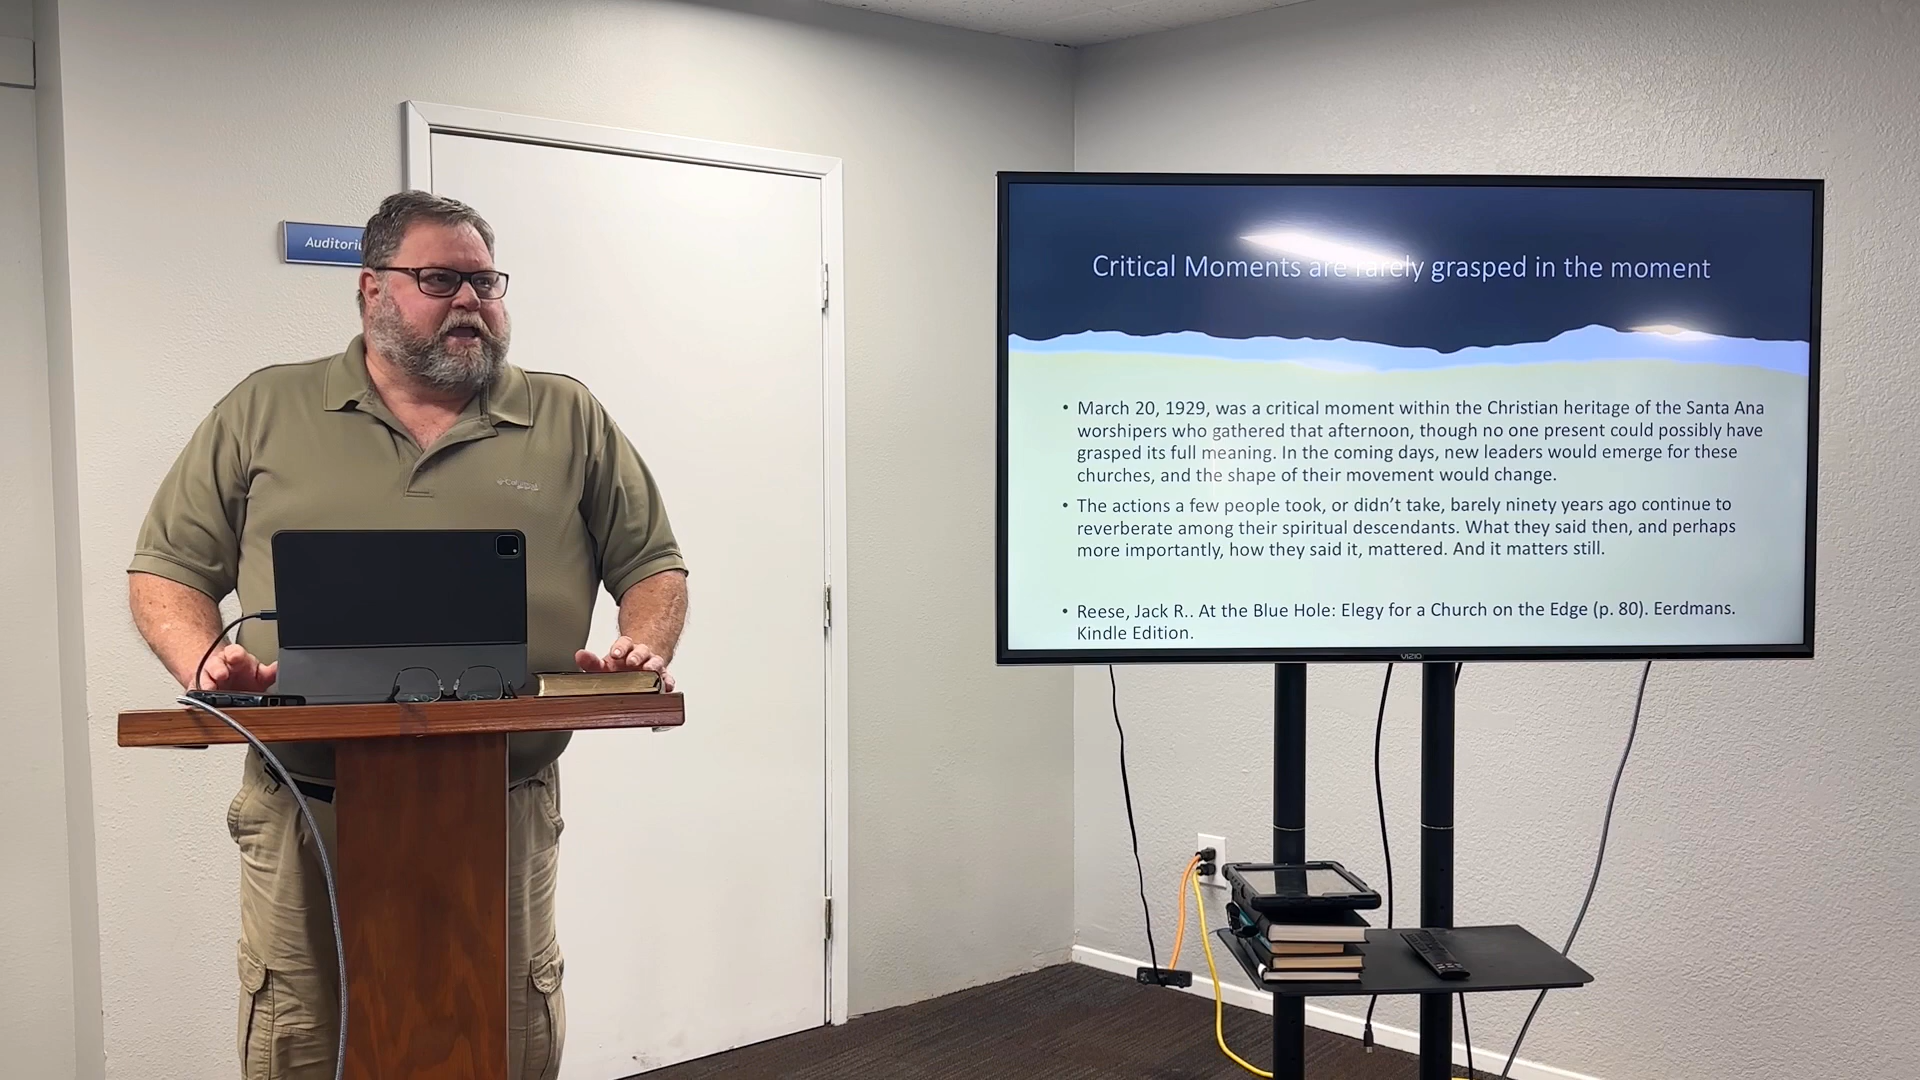 Auditoriu
Critical Moments are rarely grasped in the moment
• March 20, 1929, was a critical moment within the Christian heritage of the Santa Ana
worshipers who gathered that afternoon, though no one present could possibly have
grasped its full meaning. In the coming days, new leaders would emerge for these
churches, and the shape of their movement would change.
• The actions a few people took, or didn't take, barely ninety years ago continue to
reverberate among their spiritual descendants. What they said then, and perhaps
more importantly, how they said it, mattered. And it matters still.
• Reese, Jack R.. At the Blue Hole: Elegy for a Church on the Edge (p. 80). Eerdmans.
Kindle Edition.
VIZIO
Columbia